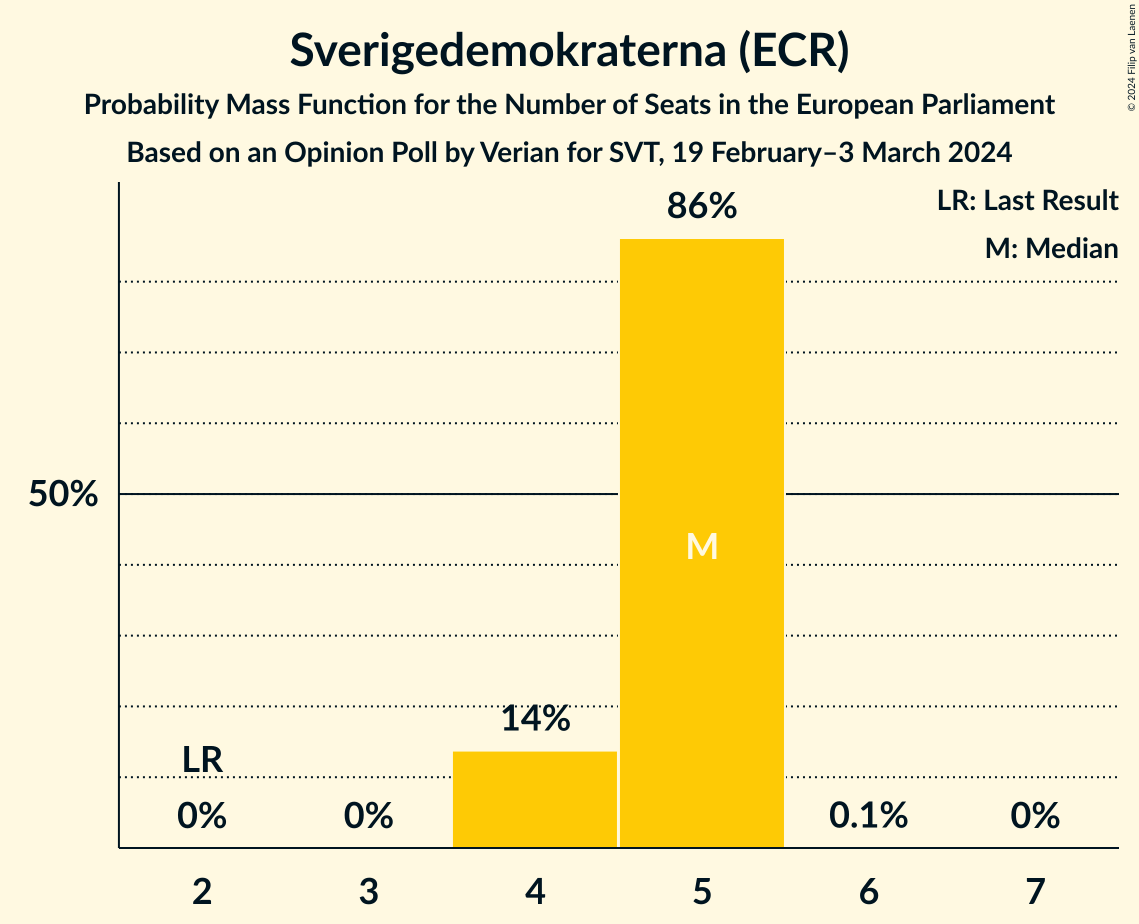 Sverigedemokraterna (ECR)
Probability Mass Function for the Number of Seats in the European Parliament
Based on an Opinion Poll by Verian for SVT, 19 February–3 March 2024
© 2024 Filip van Laenen
LR: Last Result
M: Median
86%
50%
M
14%
LR
0%
0%
0.1%
0%
2
3
4
5
6
7